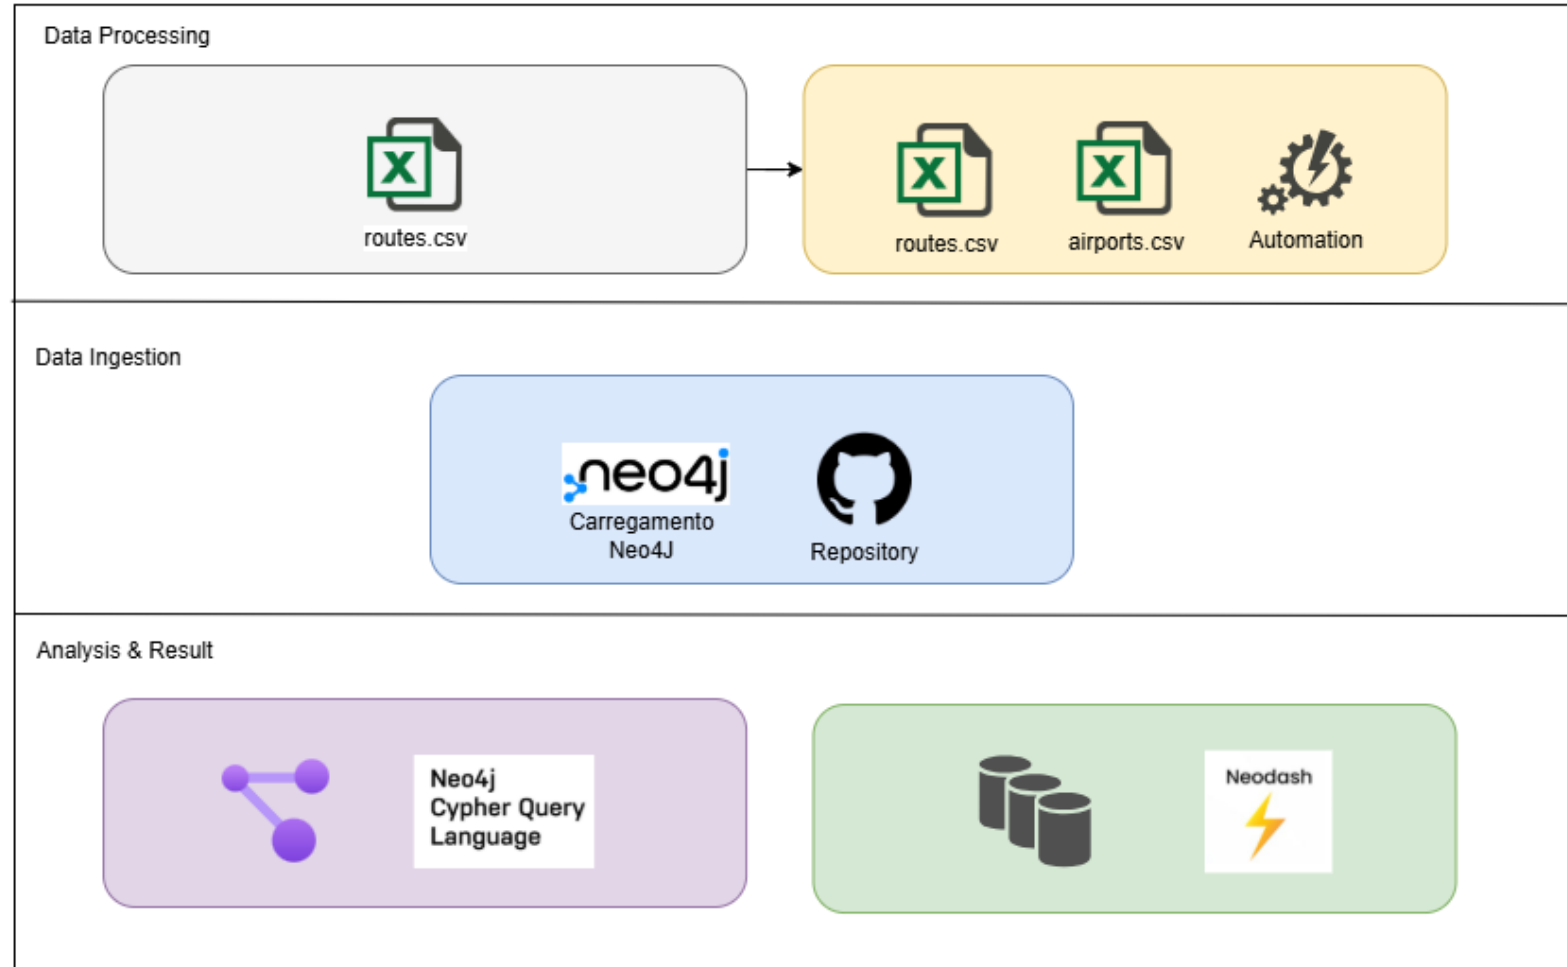 Data Processing
routes.csv
routes.csv
airports.csv
Automation
Data Ingestion
neo4j
Carregamento
Neo4J
Repository
Analysis & Result
Neo4j
Cypher Query
Language
Neodash